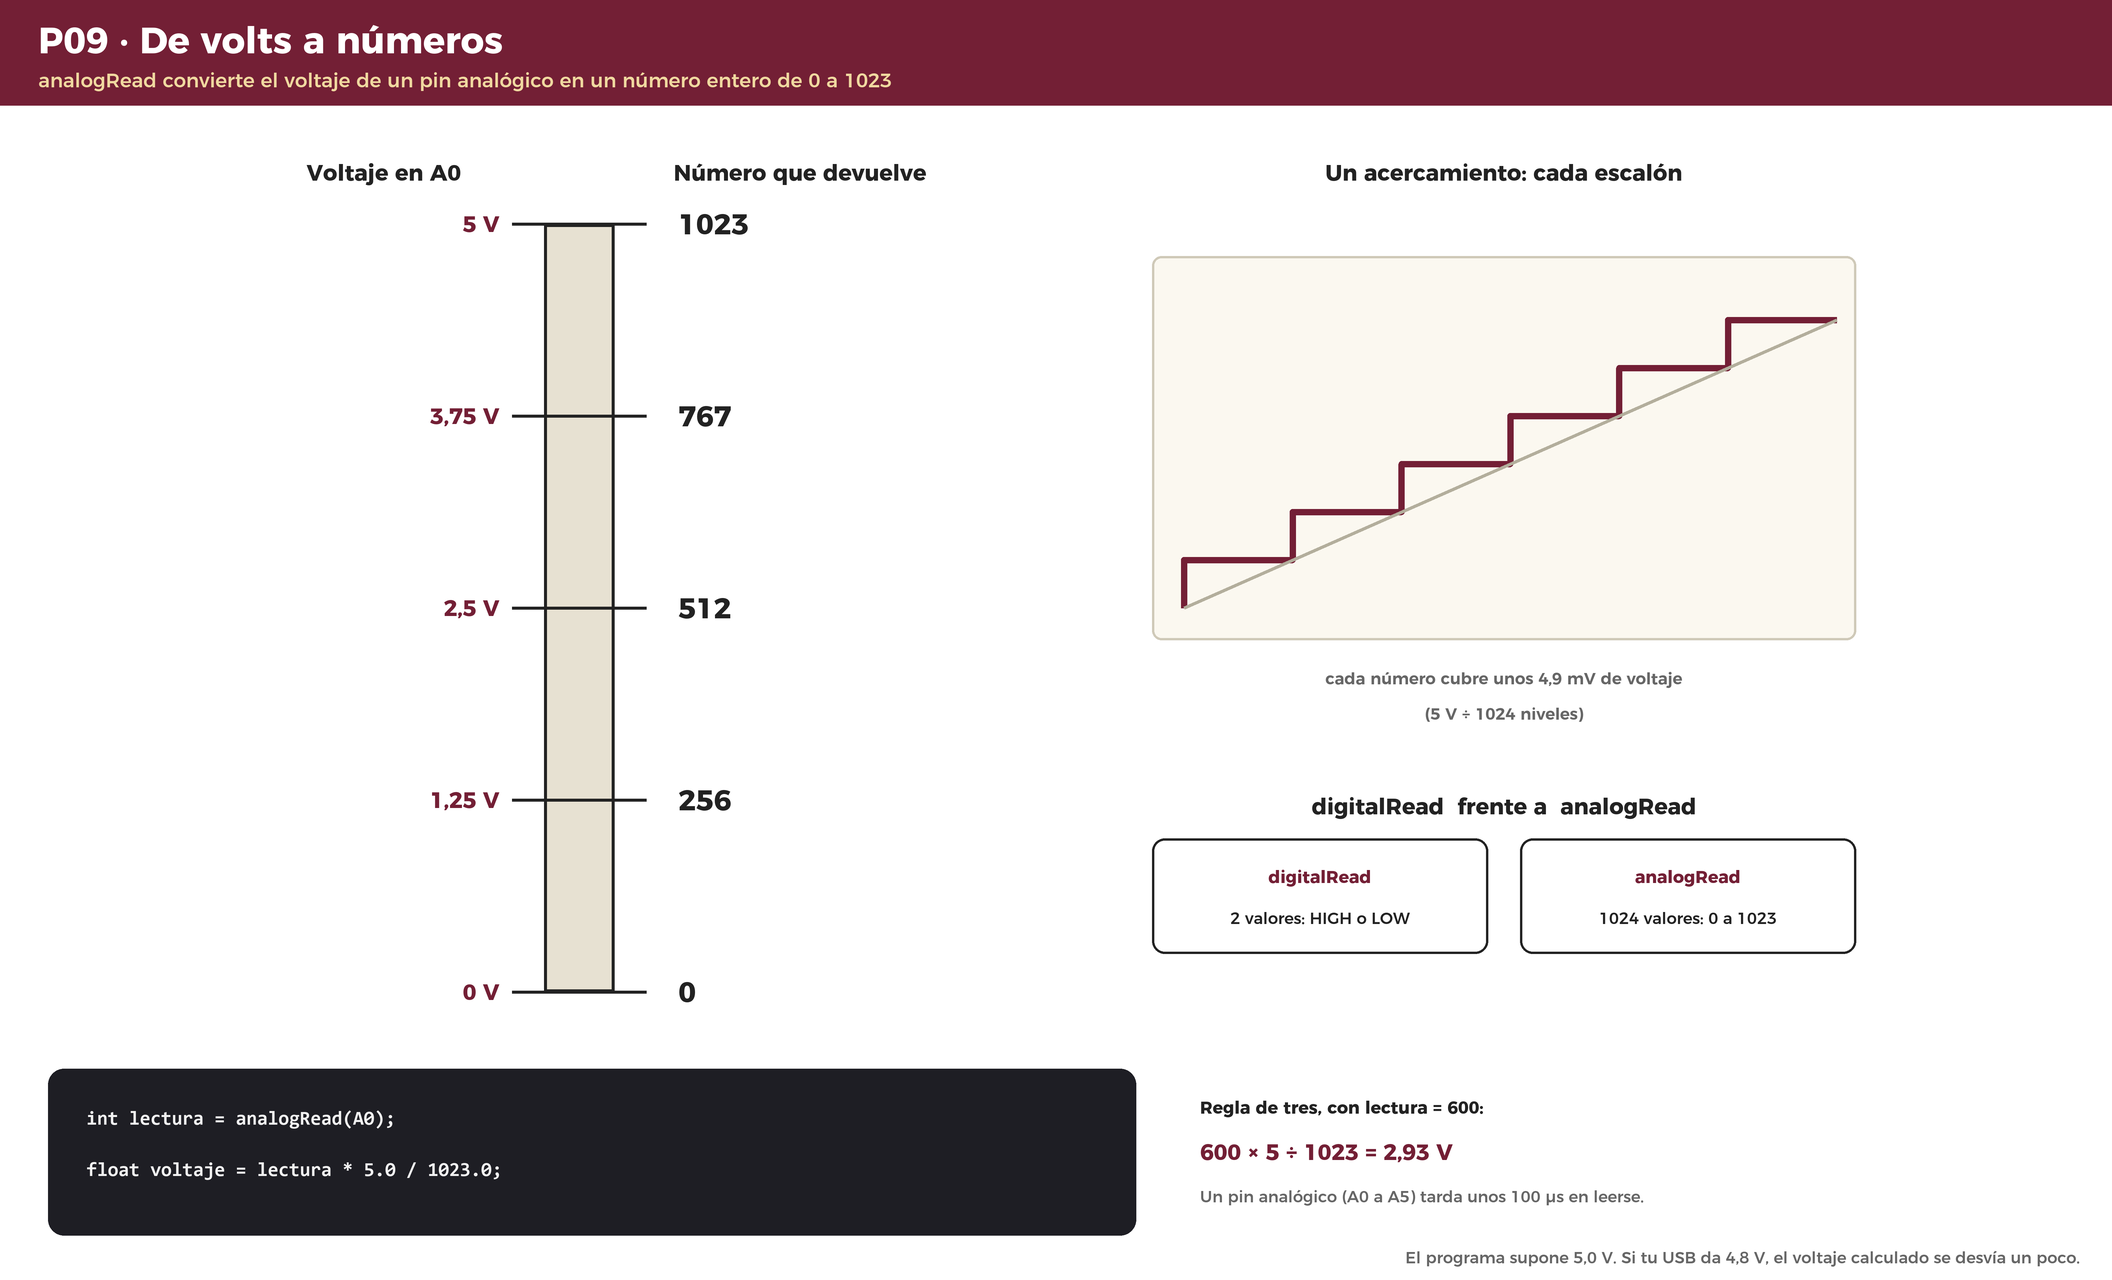 P09 · De volts a números
analogRead convierte el voltaje de un pin analógico en un número entero de 0 a 1023
Voltaje en A0
Número que devuelve
5 V
1023
3,75 V
767
2,5 V
512
1,25 V
256
0 V
0
Un acercamiento: cada escalón
cada número cubre unos 4,9 mV de voltaje
(5 V ÷ 1024 niveles)
digitalRead frente a analogRead
digitalRead
2 valores: HIGH o LOW
analogRead
1024 valores: 0 a 1023
int lectura = analogRead(A0);
float voltaje = lectura * 5.0 / 1023.0;
Regla de tres, con lectura = 600:
600 × 5 ÷ 1023 = 2,93 V
Un pin analógico (A0 a A5) tarda unos 100 µs en leerse.
El programa supone 5,0 V. Si tu USB da 4,8 V, el voltaje calculado se desvía un poco.